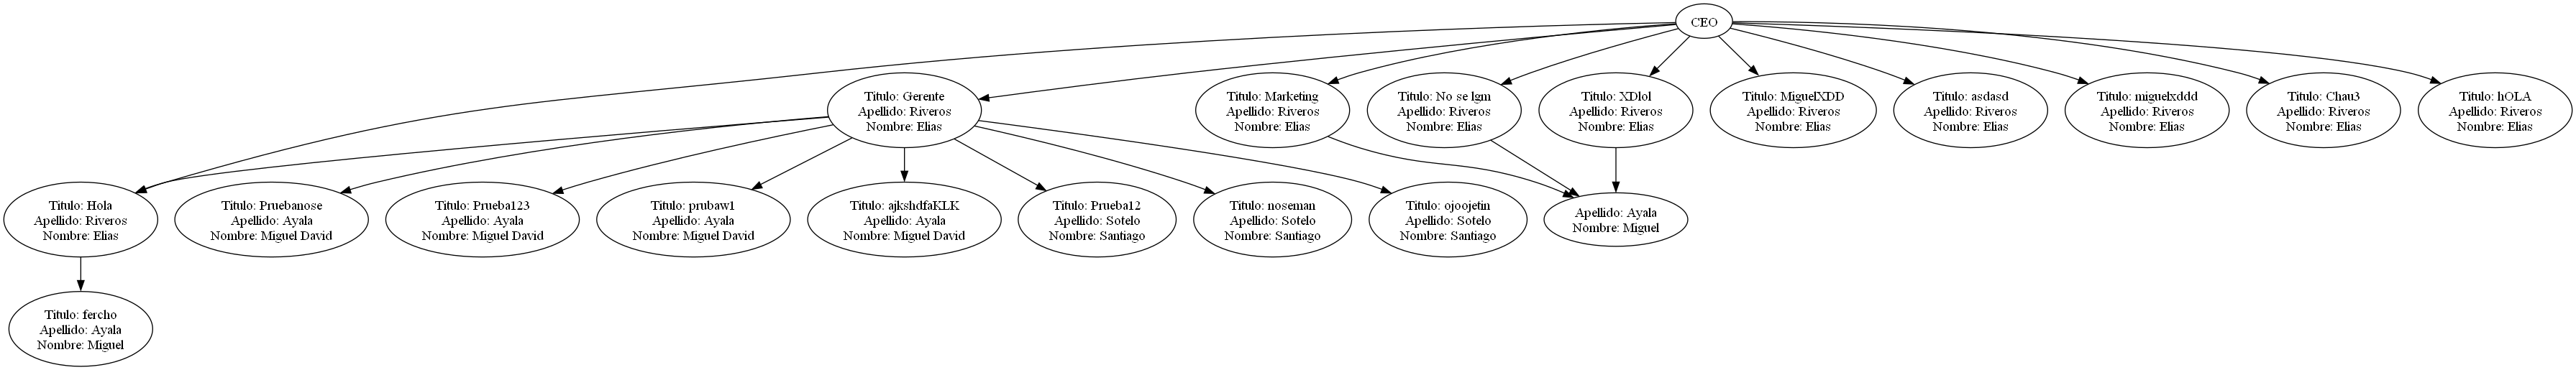 CEO
Titulo: Gerente
Apellido: Riveros
Nombre: Elias
Titulo: Marketing
Apellido: Riveros
Nombre: Elias
Titulo: No se lgm
Apellido: Riveros
Nombre: Elias
Titulo: XDlol
Apellido: Riveros
Nombre: Elias
Titulo: MiguelXDD
Apellido: Riveros
Nombre: Elias
Titulo: asdasd
Apellido: Riveros
Nombre: Elias
Titulo: miguelxddd
Apellido: Riveros
Nombre: Elias
Titulo: Chau3
Apellido: Riveros
Nombre: Elias
Titulo: hOLA
Apellido: Riveros
Nombre: Elias
Titulo: Hola
Apellido: Riveros
Nombre: Elias
Titulo: Pruebanose
Apellido: Ayala
Nombre: Miguel David
Titulo: Prueba123
Apellido: Ayala
Nombre: Miguel David
Titulo: prubaw1
Apellido: Ayala
Nombre: Miguel David
Titulo: ajkshdfaKLK
Apellido: Ayala
Nombre: Miguel David
Titulo: Prueba12
Apellido: Sotelo
Nombre: Santiago
Titulo: noseman
Apellido: Sotelo
Nombre: Santiago
Titulo: ojoojetin
Apellido: Sotelo
Nombre: Santiago
Apellido: Ayala
Nombre: Miguel
Titulo: fercho
Apellido: Ayala
Nombre: Miguel